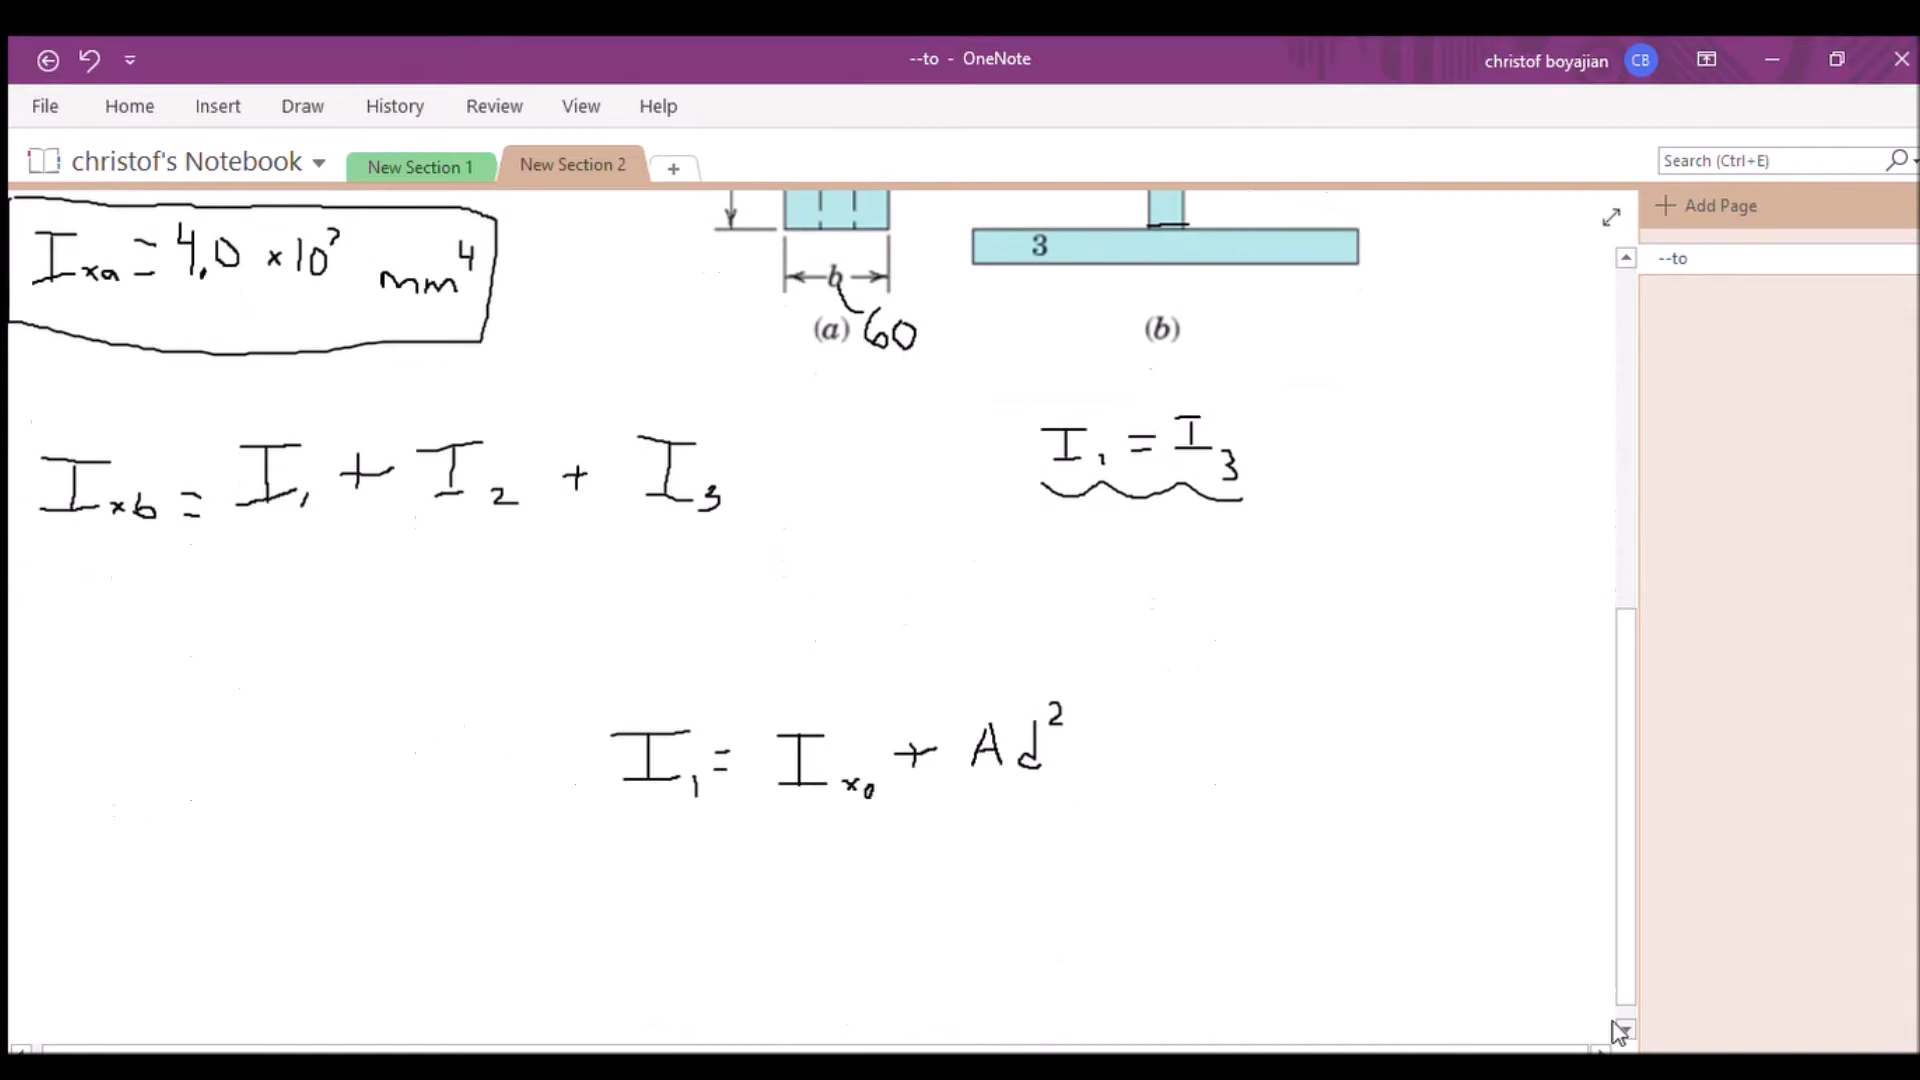 --to - OneNote
christof boyajian CB
File Home Insert Draw History Review View Help
christof's Notebook New Section 1 New Section 2 +
Search (Ctrl+E)
Add Page
--to
Ixa = 4.0 × 10⁷ mm⁴
b
60
(a)
3
(b)
Ixb = I₁ + I₂ + I₃
I₁ = I₃
I₁ = Ix₀ + Ad²